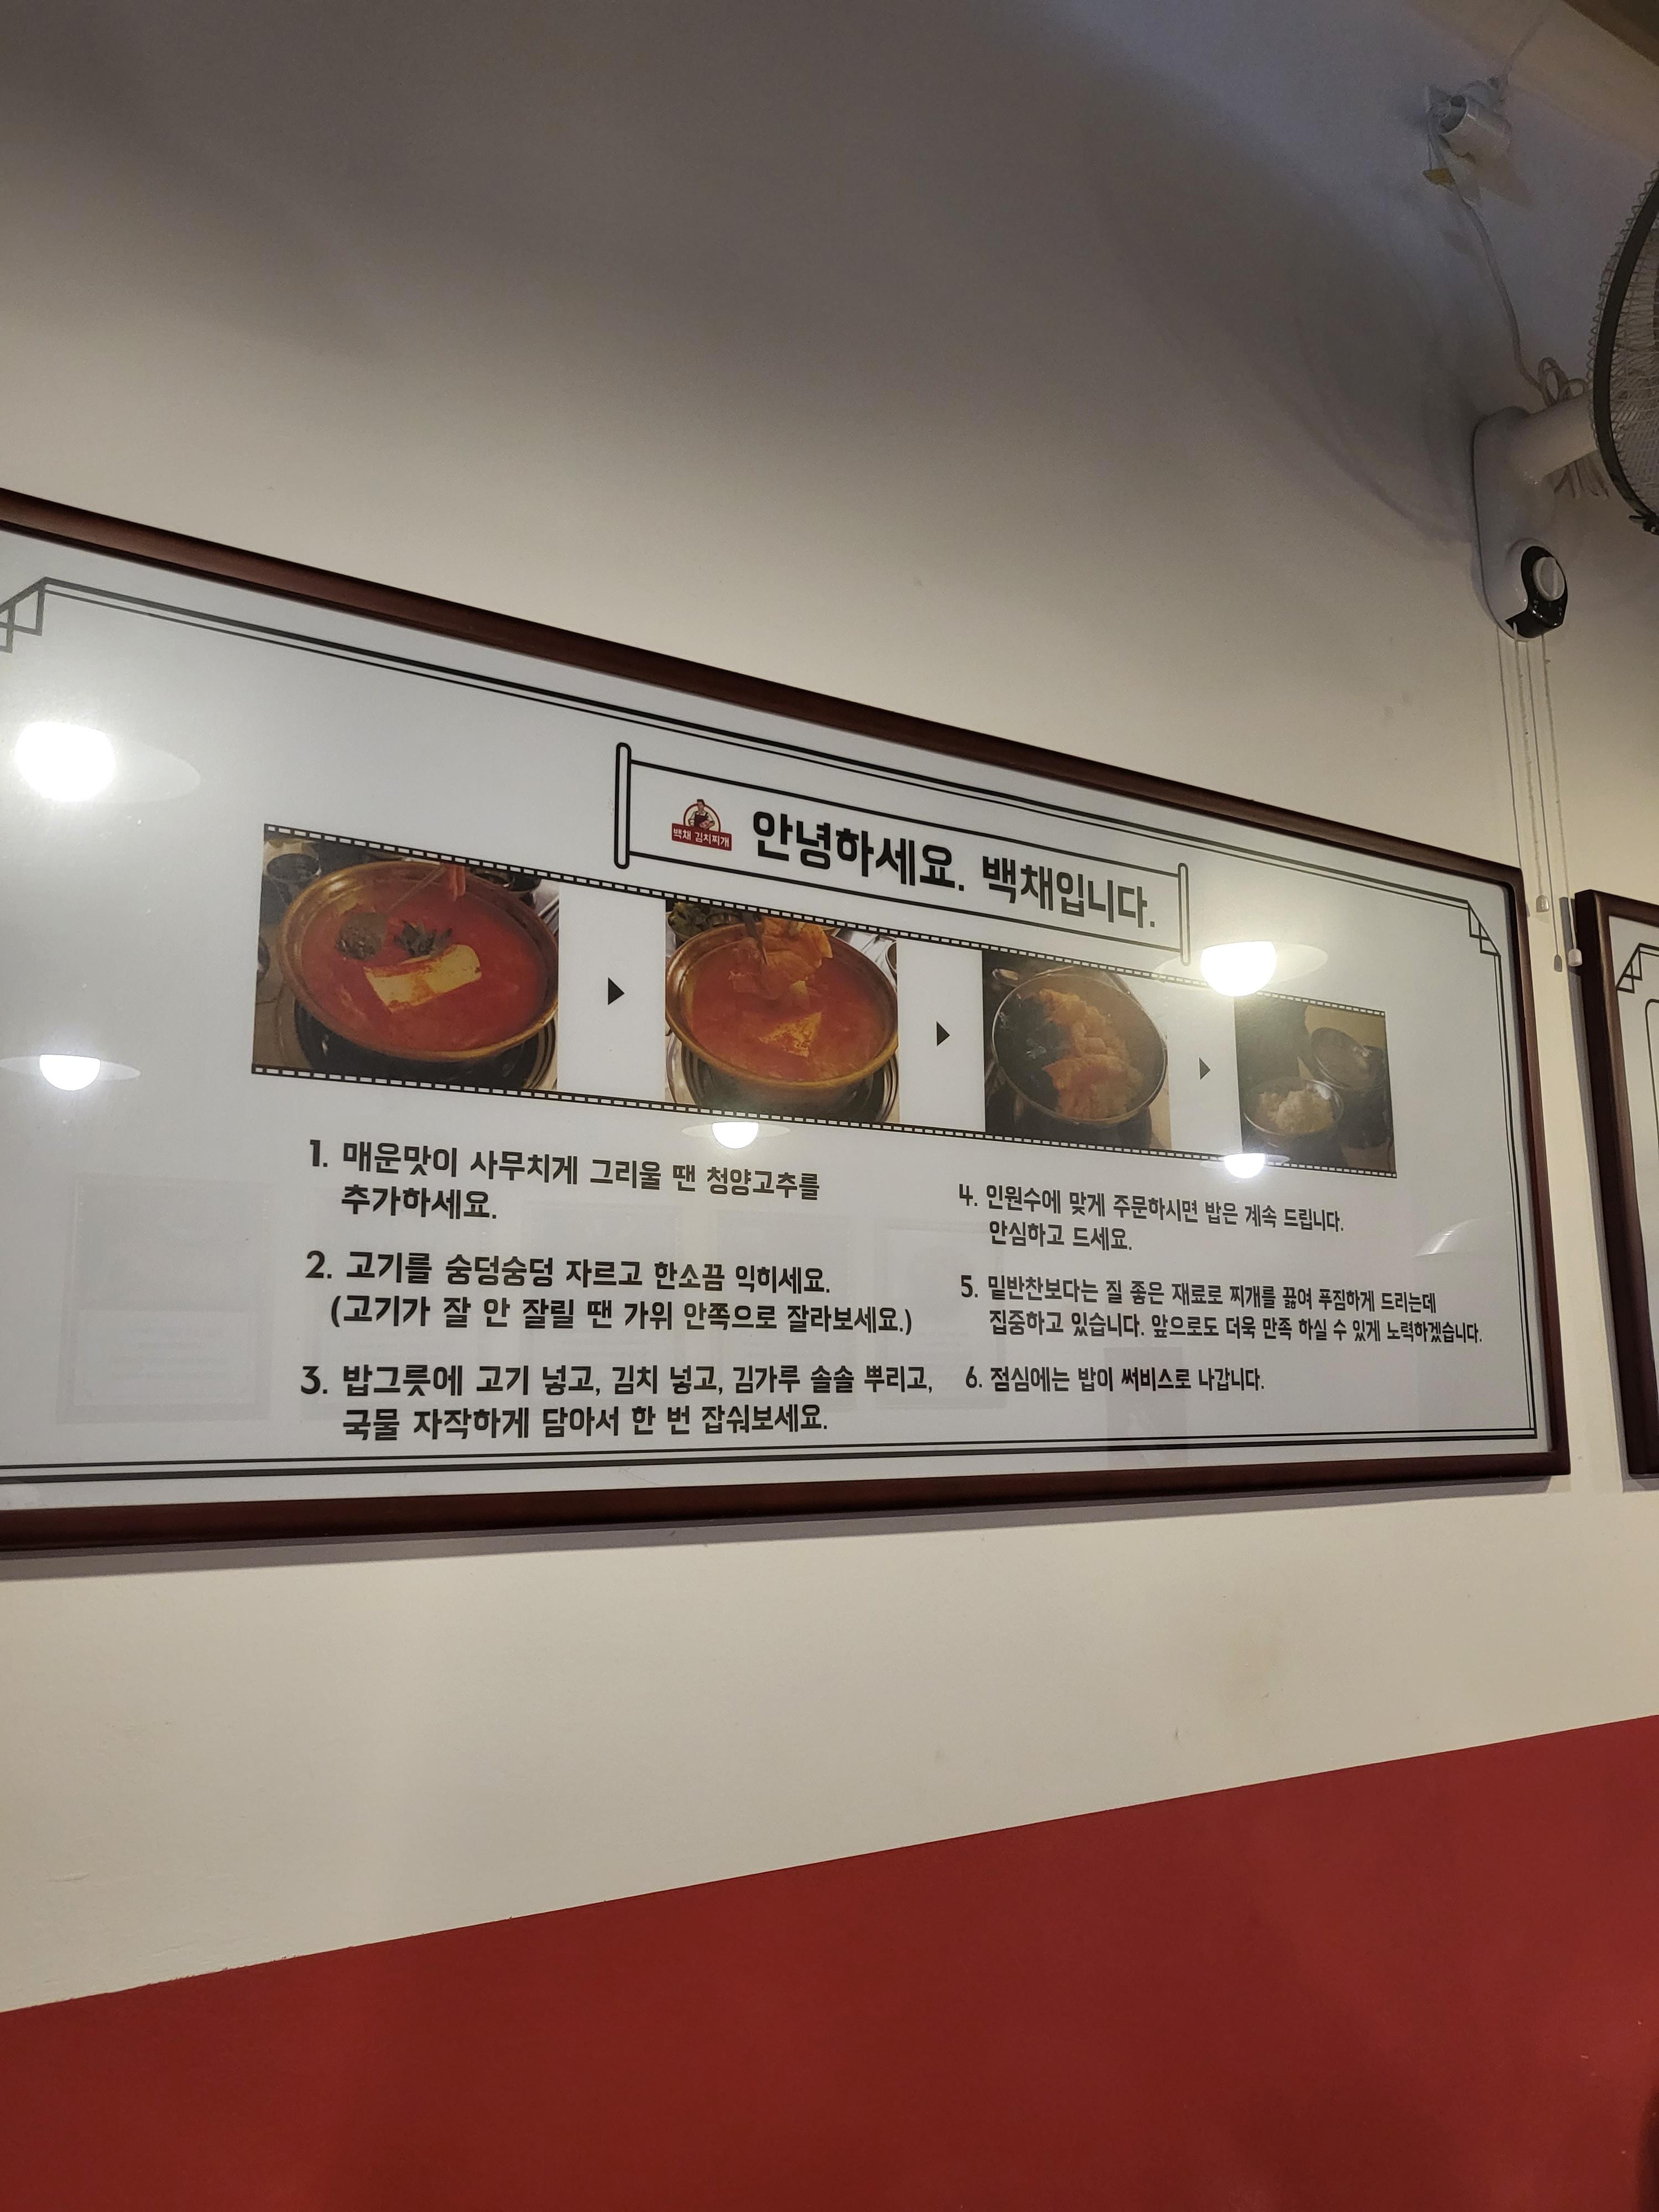 백채 김치찌개
안녕하세요. 백채입니다.
1. 매운맛이 사무치게 그리울 땐 청양고추를
추가하세요.
2. 고기를 숭덩숭덩 자르고 한소끔 익히세요.
(고기가 잘 안 잘릴 땐 가위 안쪽으로 잘라보세요.)
3. 밥그릇에 고기 넣고, 김치 넣고, 김가루 솔솔 뿌리고,
국물 자작하게 담아서 한 번 잡숴보세요.
4. 인원수에 맞게 주문하시면 밥은 계속 드립니다.
안심하고 드세요.
5. 밑반찬보다는 질 좋은 재료로 찌개를 끓여 푸짐하게 드리는데
집중하고 있습니다. 앞으로도 더욱 만족 하실 수 있게 노력하겠습니다.
6. 점심에는 밥이 써비스로 나갑니다.